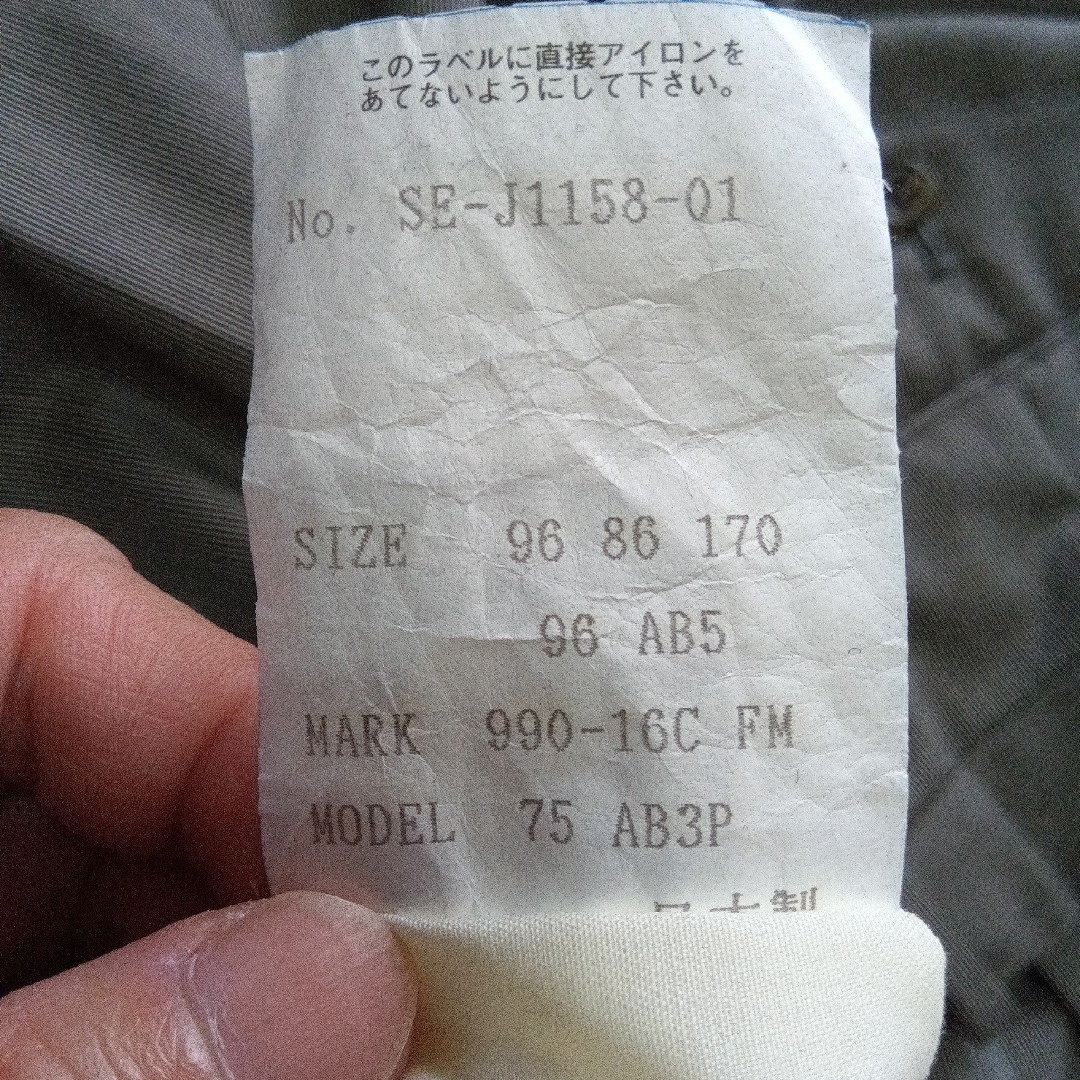 このラベルに直接アイロンを
あてないようにして下さい。
No. SE-J1158-01
SIZE 96 86 170
96 AB5
MARK 990-16C FM
MODEL 75 AB3P